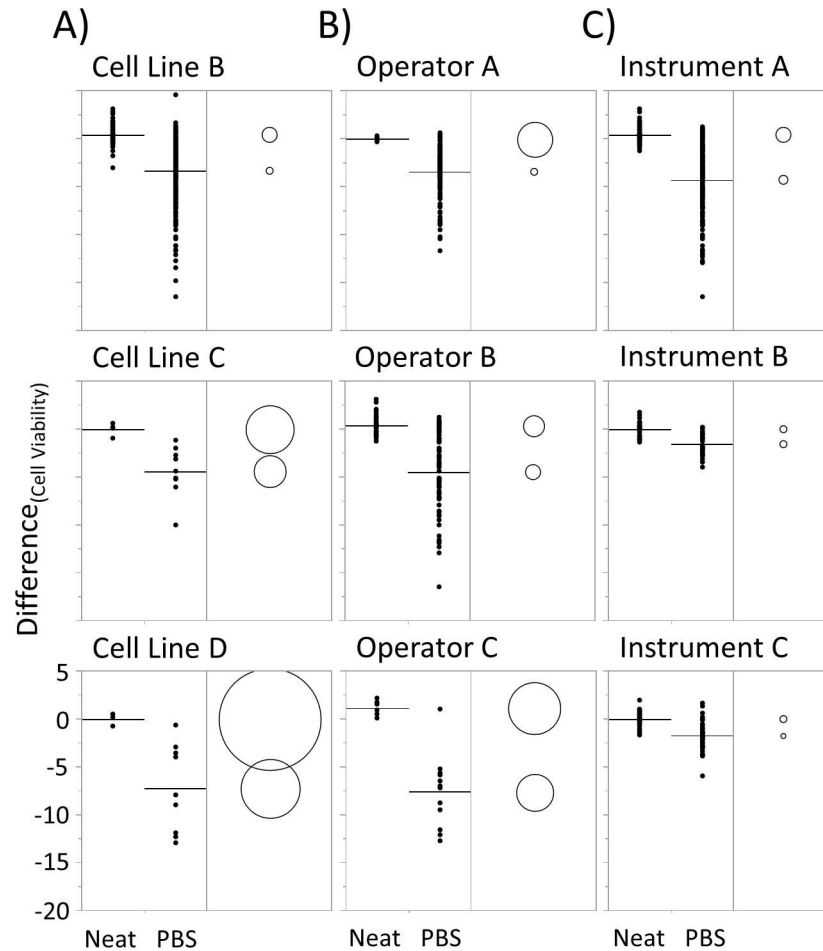 A) B) C)
Cell Line B Operator A Instrument A
Cell Line C Operator B Instrument B
Difference(Cell Viability)
Cell Line D Operator C Instrument C
5
0
-5
-10
-15
-20
Neat PBS Neat PBS Neat PBS